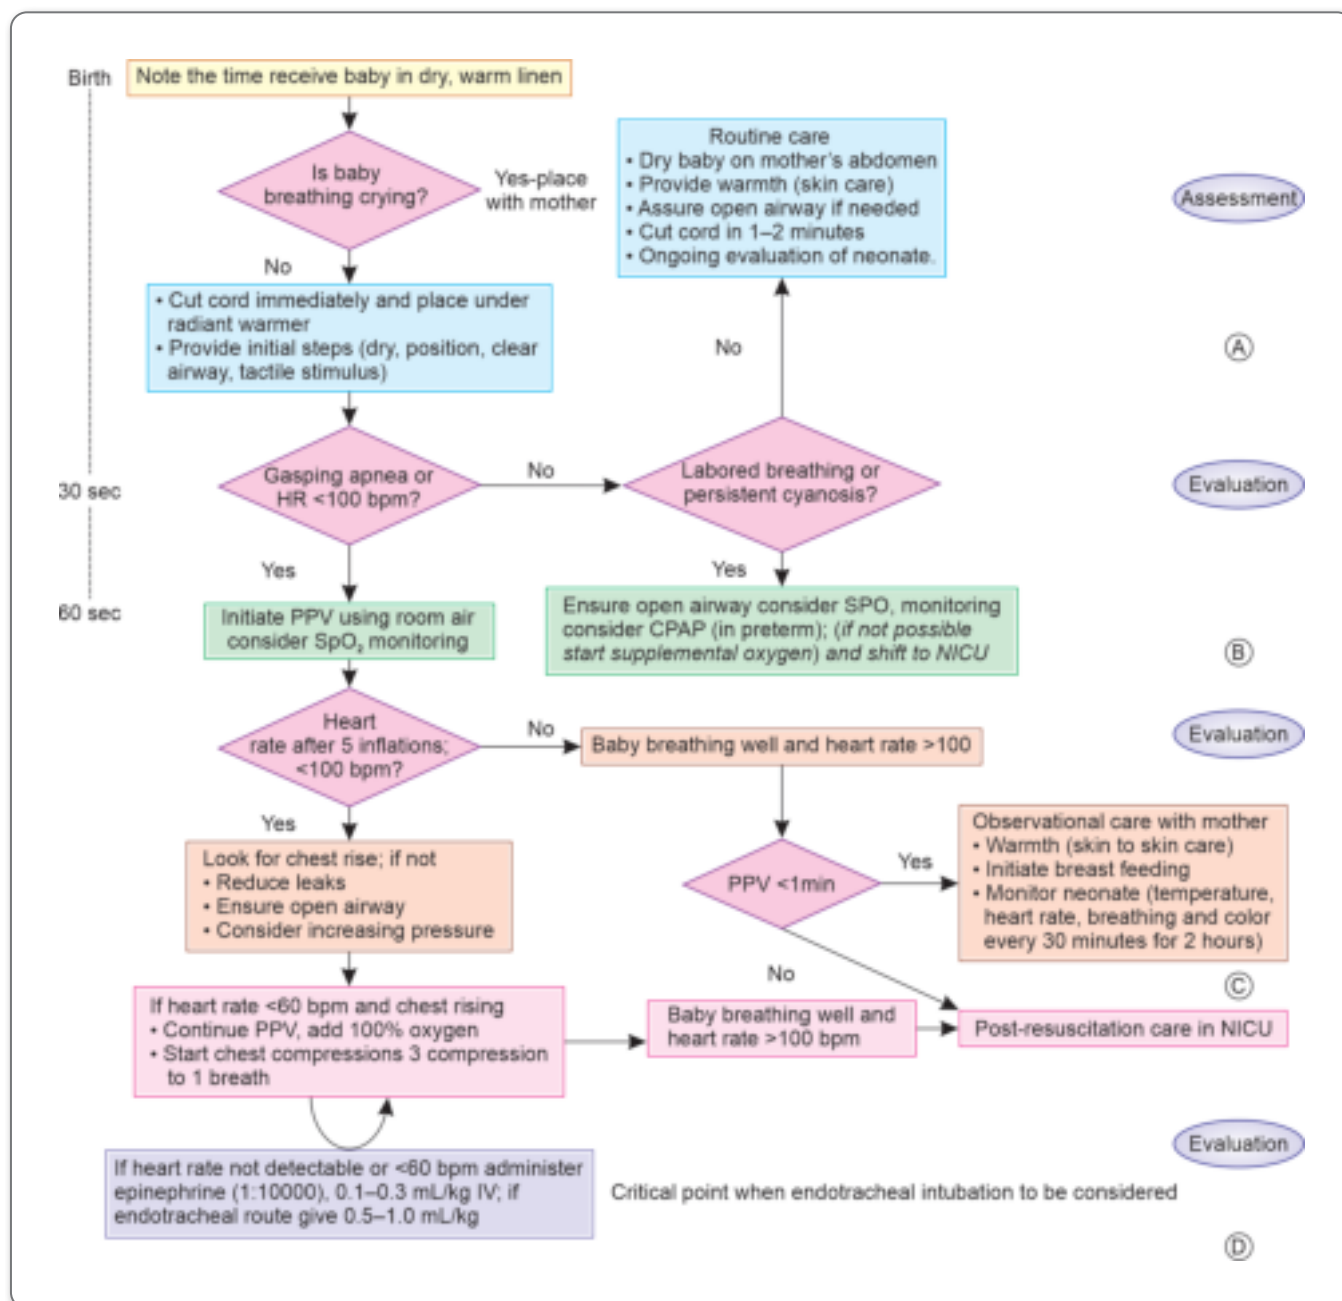 Birth
Note the time receive baby in dry, warm linen
Is baby
breathing crying?
Yes-place
with mother
Routine care
• Dry baby on mother's abdomen
• Provide warmth (skin care)
• Assure open airway if needed
• Cut cord in 1–2 minutes
• Ongoing evaluation of neonate.
Assessment
No
• Cut cord immediately and place under
radiant warmer
• Provide initial steps (dry, position, clear
airway, tactile stimulus)
No
A
30 sec
Gasping apnea or
HR <100 bpm?
No
Labored breathing or
persistent cyanosis?
Evaluation
Yes
Yes
60 sec
Initiate PPV using room air
consider SpO₂ monitoring
Ensure open airway consider SPO, monitoring
consider CPAP (in preterm); (if not possible
start supplemental oxygen) and shift to NICU
B
Heart
rate after 5 inflations;
<100 bpm?
No
Baby breathing well and heart rate >100
Evaluation
Yes
Look for chest rise; if not
• Reduce leaks
• Ensure open airway
• Consider increasing pressure
PPV <1min
Yes
Observational care with mother
• Warmth (skin to skin care)
• Initiate breast feeding
• Monitor neonate (temperature,
heart rate, breathing and color
every 30 minutes for 2 hours)
No
C
If heart rate <60 bpm and chest rising
• Continue PPV, add 100% oxygen
• Start chest compressions 3 compression
to 1 breath
Baby breathing well and
heart rate >100 bpm
Post-resuscitation care in NICU
Evaluation
If heart rate not detectable or <60 bpm administer
epinephrine (1:10000), 0.1–0.3 mL/kg IV; if
endotracheal route give 0.5–1.0 mL/kg
Critical point when endotracheal intubation to be considered
D